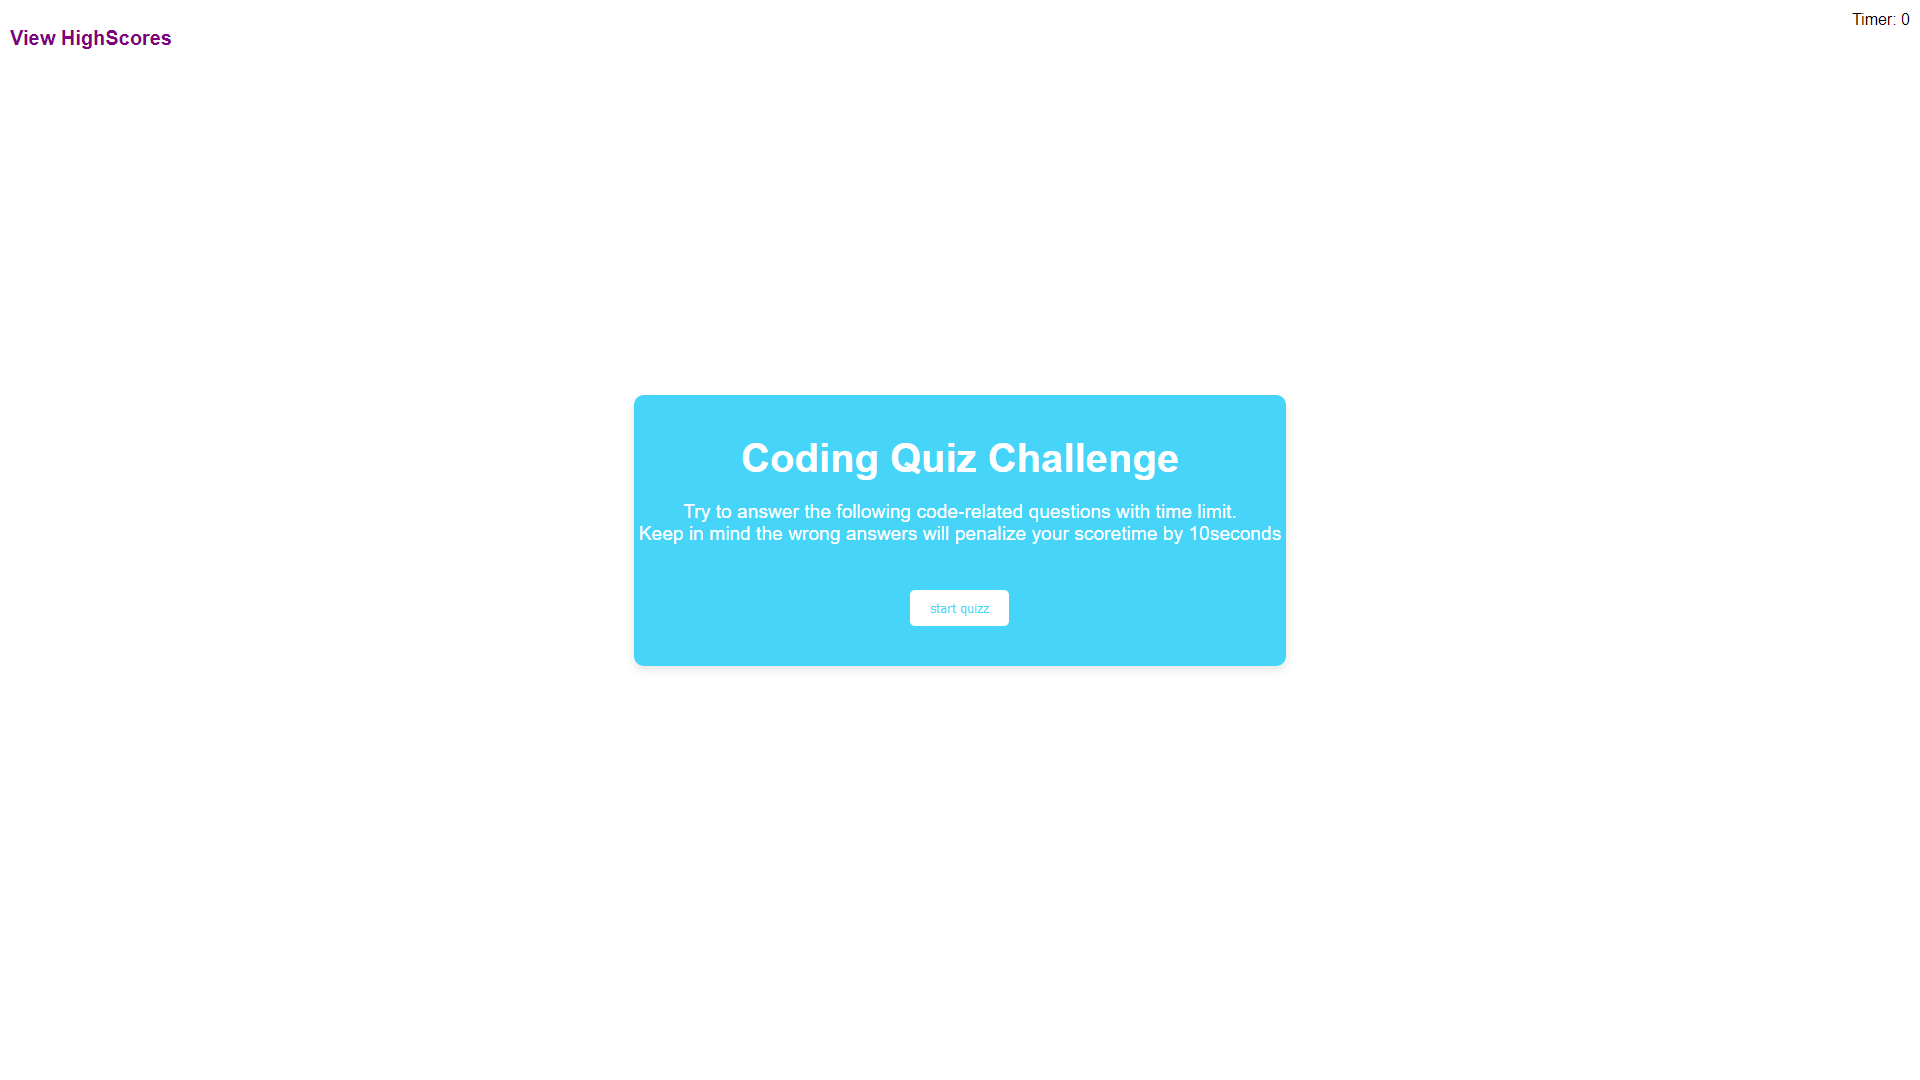 View HighScores
Timer: 0
Coding Quiz Challenge
Try to answer the following code-related questions with time limit.
Keep in mind the wrong answers will penalize your scoretime by 10seconds
start quizz